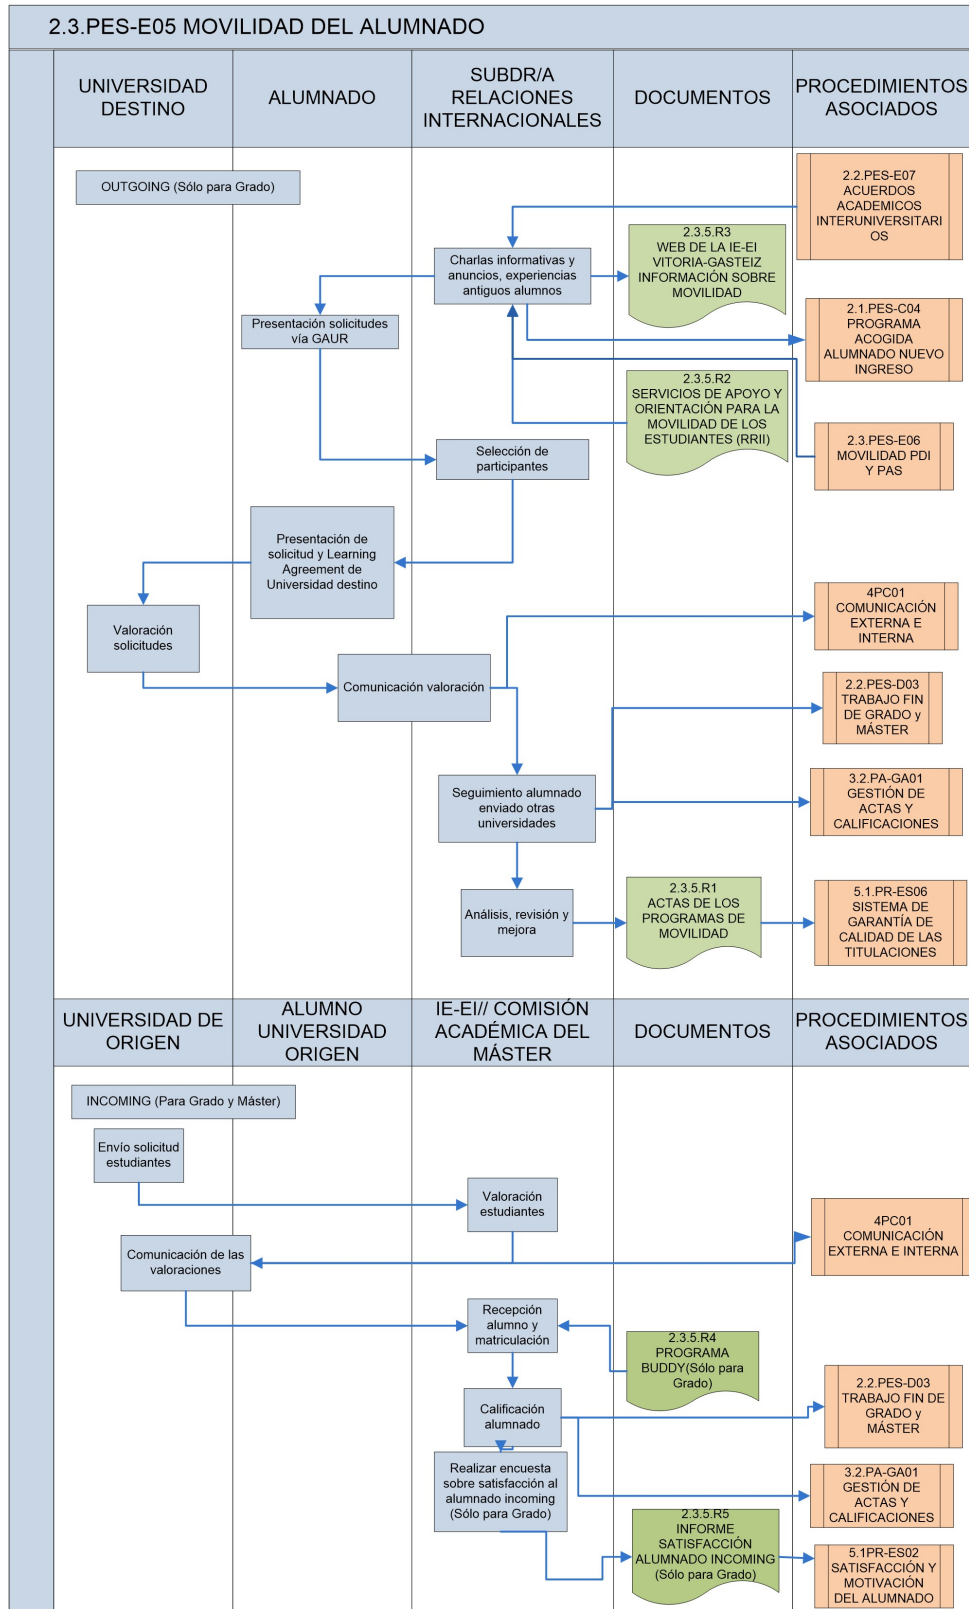 2.3.PES-E05 MOVILIDAD DEL ALUMNADO
UNIVERSIDAD
DESTINO
ALUMNADO
SUBDR/A
RELACIONES
INTERNACIONALES
DOCUMENTOS
PROCEDIMIENTOS
ASOCIADOS
OUTGOING (Sólo para Grado)
2.2.PES-E07
ACUERDOS
ACADEMICOS
INTERUNIVERSITARI
OS
Charlas informativas y
anuncios, experiencias
antiguos alumnos
2.3.5.R3
WEB DE LA IE-EI
VITORIA-GASTEIZ
INFORMACIÓN SOBRE
MOVILIDAD
Presentación solicitudes
vía GAUR
2.1.PES-C04
PROGRAMA
ACOGIDA
ALUMNADO NUEVO
INGRESO
2.3.5.R2
SERVICIOS DE APOYO Y
ORIENTACIÓN PARA LA
MOVILIDAD DE LOS
ESTUDIANTES (RRII)
Selección de
participantes
2.3.PES-E06
MOVILIDAD PDI
Y PAS
Presentación de
solicitud y Learning
Agreement de
Universidad destino
Valoración
solicitudes
4PC01
COMUNICACIÓN
EXTERNA E
INTERNA
Comunicación valoración
2.2.PES-D03
TRABAJO FIN
DE GRADO y
MÁSTER
Seguimiento alumnado
enviado otras
universidades
3.2.PA-GA01
GESTIÓN DE
ACTAS Y
CALIFICACIONES
Análisis, revisión y
mejora
2.3.5.R1
ACTAS DE LOS
PROGRAMAS DE
MOVILIDAD
5.1.PR-ES06
SISTEMA DE
GARANTÍA DE
CALIDAD DE LAS
TITULACIONES
UNIVERSIDAD DE
ORIGEN
ALUMNO
UNIVERSIDAD
ORIGEN
IE-EI// COMISIÓN
ACADÉMICA DEL
MÁSTER
DOCUMENTOS
PROCEDIMIENTOS
ASOCIADOS
INCOMING (Para Grado y Máster)
Envío solicitud
estudiantes
Valoración
estudiantes
4PC01
COMUNICACIÓN
EXTERNA E INTERNA
Comunicación de las
valoraciones
Recepción
alumno y
matriculación
2.3.5.R4
PROGRAMA
BUDDY(Sólo para
Grado)
Calificación
alumnado
2.2.PES-D03
TRABAJO FIN DE
GRADO y
MÁSTER
Realizar encuesta
sobre satisfacción al
alumnado incoming
(Sólo para Grado)
3.2.PA-GA01
GESTIÓN DE
ACTAS Y
CALIFICACIONES
2.3.5.R5
INFORME
SATISFACCIÓN
ALUMNADO INCOMING
(Sólo para Grado)
5.1PR-ES02
SATISFACCIÓN Y
MOTIVACIÓN
DEL ALUMNADO